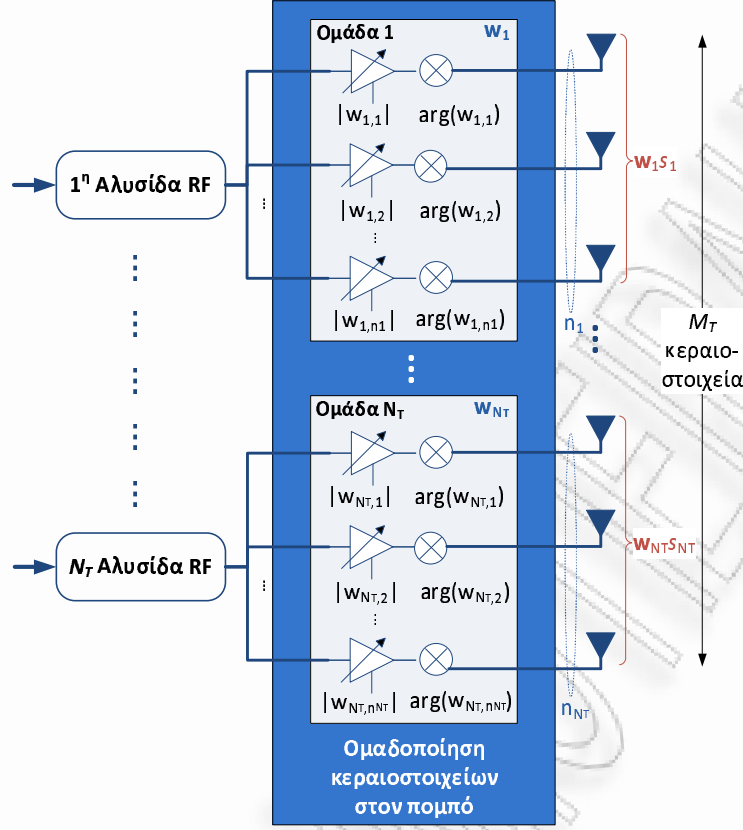 Ομάδα 1 w1
|w1,1| arg(w1,1)
1η Αλυσίδα RF
|w1,2| arg(w1,2)
w1s1
|w1,n1| arg(w1,n1)
n1
MT
κεραιο-
στοιχεία
Ομάδα NT wNT
|wNT,1| arg(wNT,1)
NT Αλυσίδα RF
wNTsNT
|wNT,2| arg(wNT,2)
|wNT,nNT| arg(wNT,nNT)
nNT
Ομαδοποίηση
κεραιοστοιχείων
στον πομπό